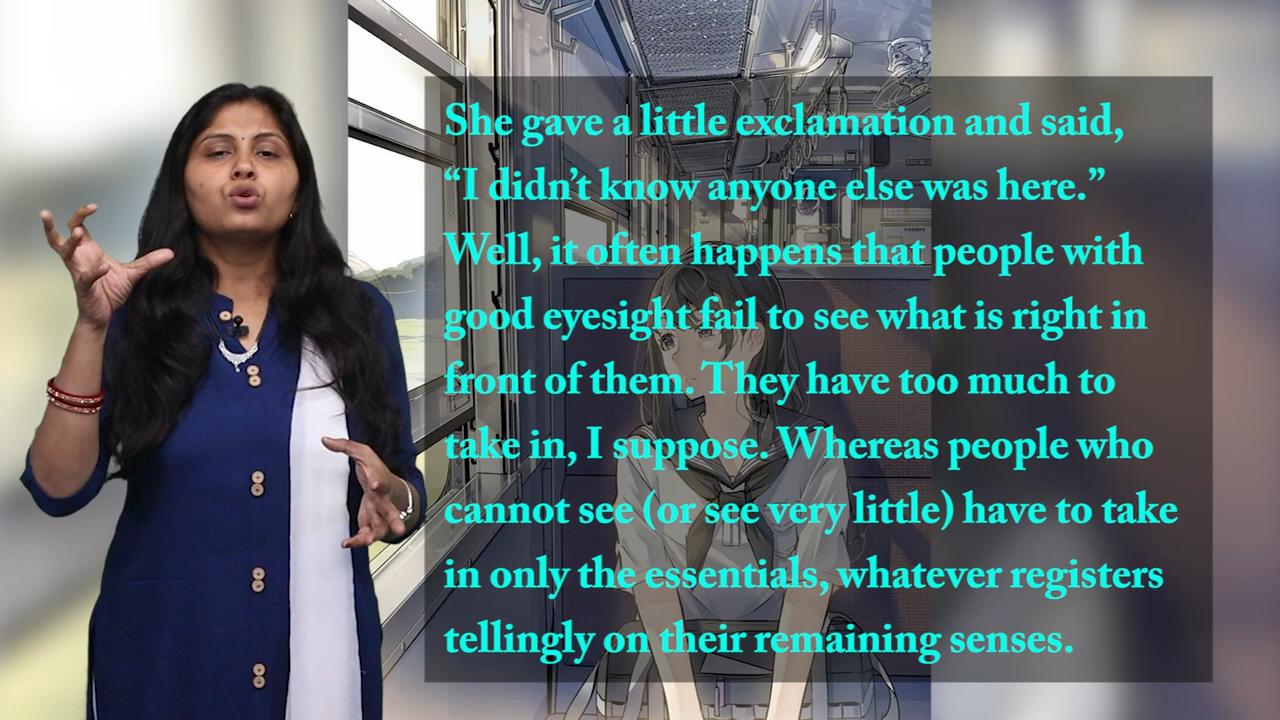 She gave a little exclamation and said,
“I didn’t know anyone else was here.”
Well, it often happens that people with
good eyesight fail to see what is right in
front of them. They have too much to
take in, I suppose. Whereas people who
cannot see (or see very little) have to take
in only the essentials, whatever registers
tellingly on their remaining senses.